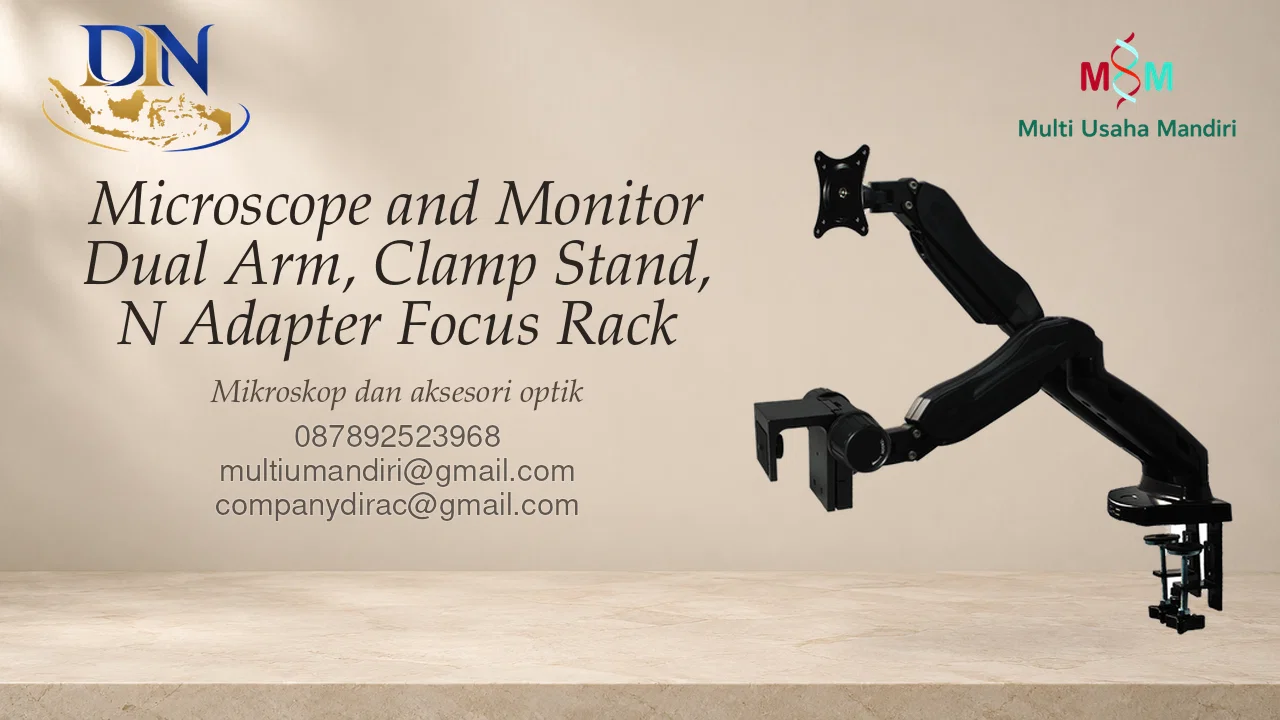 DN
M M
Multi Usaha Mandiri
Microscope and Monitor
Dual Arm, Clamp Stand,
N Adapter Focus Rack
Mikroskop dan aksesori optik
087892523968
multiumandiri@gmail.com
companydirac@gmail.com